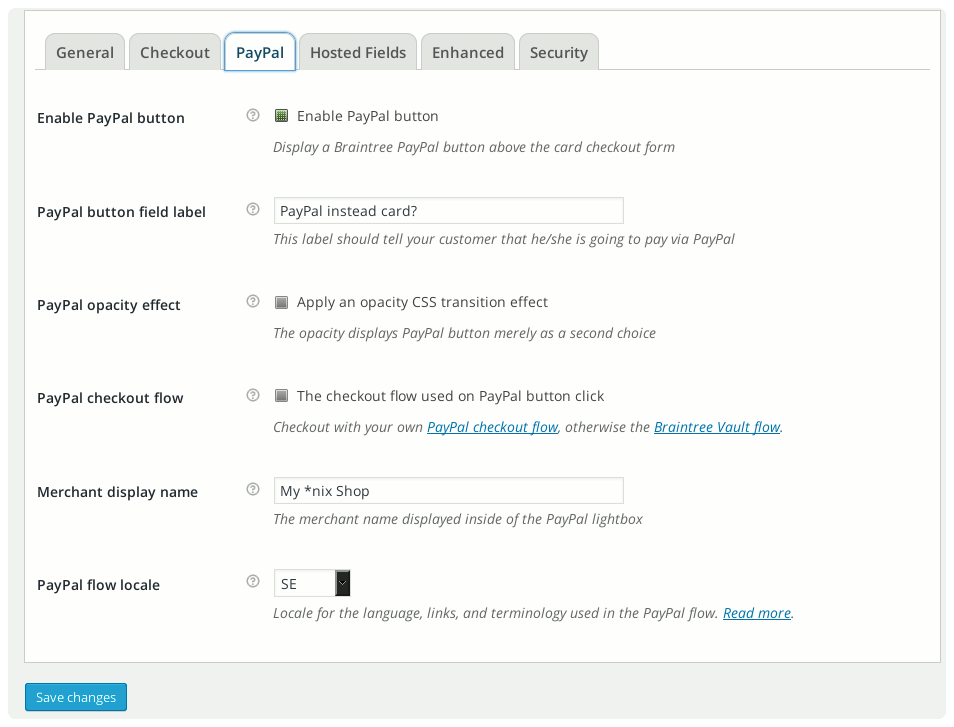 General Checkout PayPal Hosted Fields Enhanced Security
Enable PayPal button Enable PayPal button
Display a Braintree PayPal button above the card checkout form
PayPal button field label PayPal instead card?
This label should tell your customer that he/she is going to pay via PayPal
PayPal opacity effect Apply an opacity CSS transition effect
The opacity displays PayPal button merely as a second choice
PayPal checkout flow The checkout flow used on PayPal button click
Checkout with your own PayPal checkout flow, otherwise the Braintree Vault flow.
Merchant display name My *nix Shop
The merchant name displayed inside of the PayPal lightbox
PayPal flow locale SE
Locale for the language, links, and terminology used in the PayPal flow. Read more.
Save changes